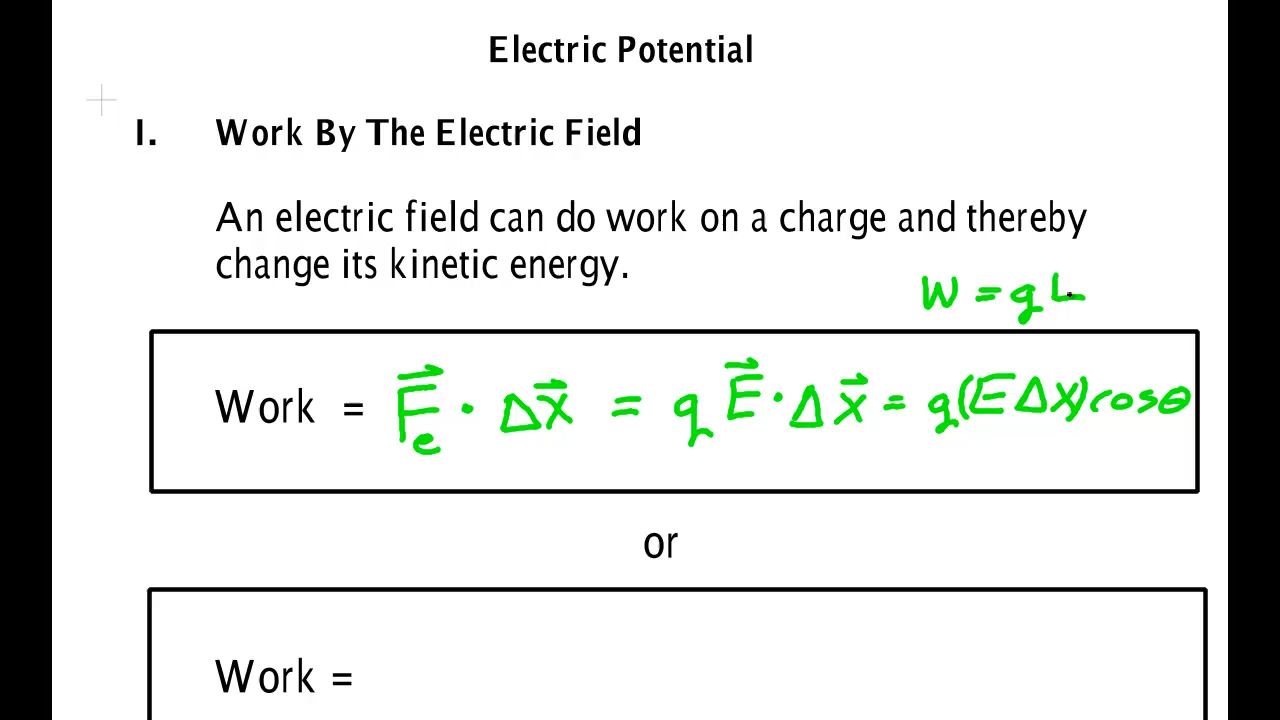 Electric Potential
I. Work By The Electric Field
An electric field can do work on a charge and thereby
change its kinetic energy.
W = q
Work = F⃗e · Δx⃗ = q E⃗ · Δx⃗ = q(E Δx) cosθ
or
Work =